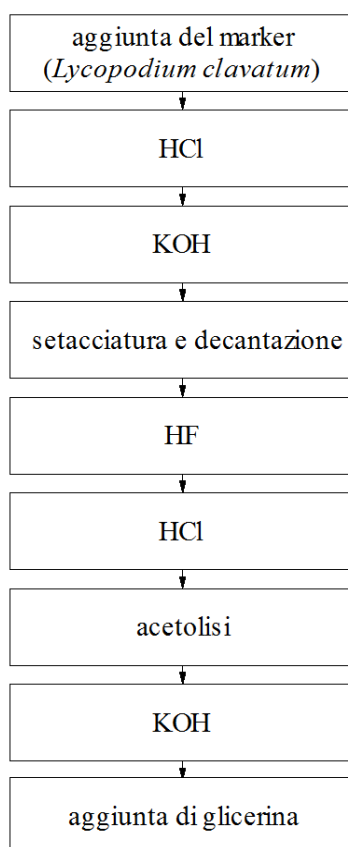 aggiunta del marker
(Lycopodium clavatum)
HCl
KOH
setacciatura e decantazione
HF
HCl
acetolisi
KOH
aggiunta di glicerina